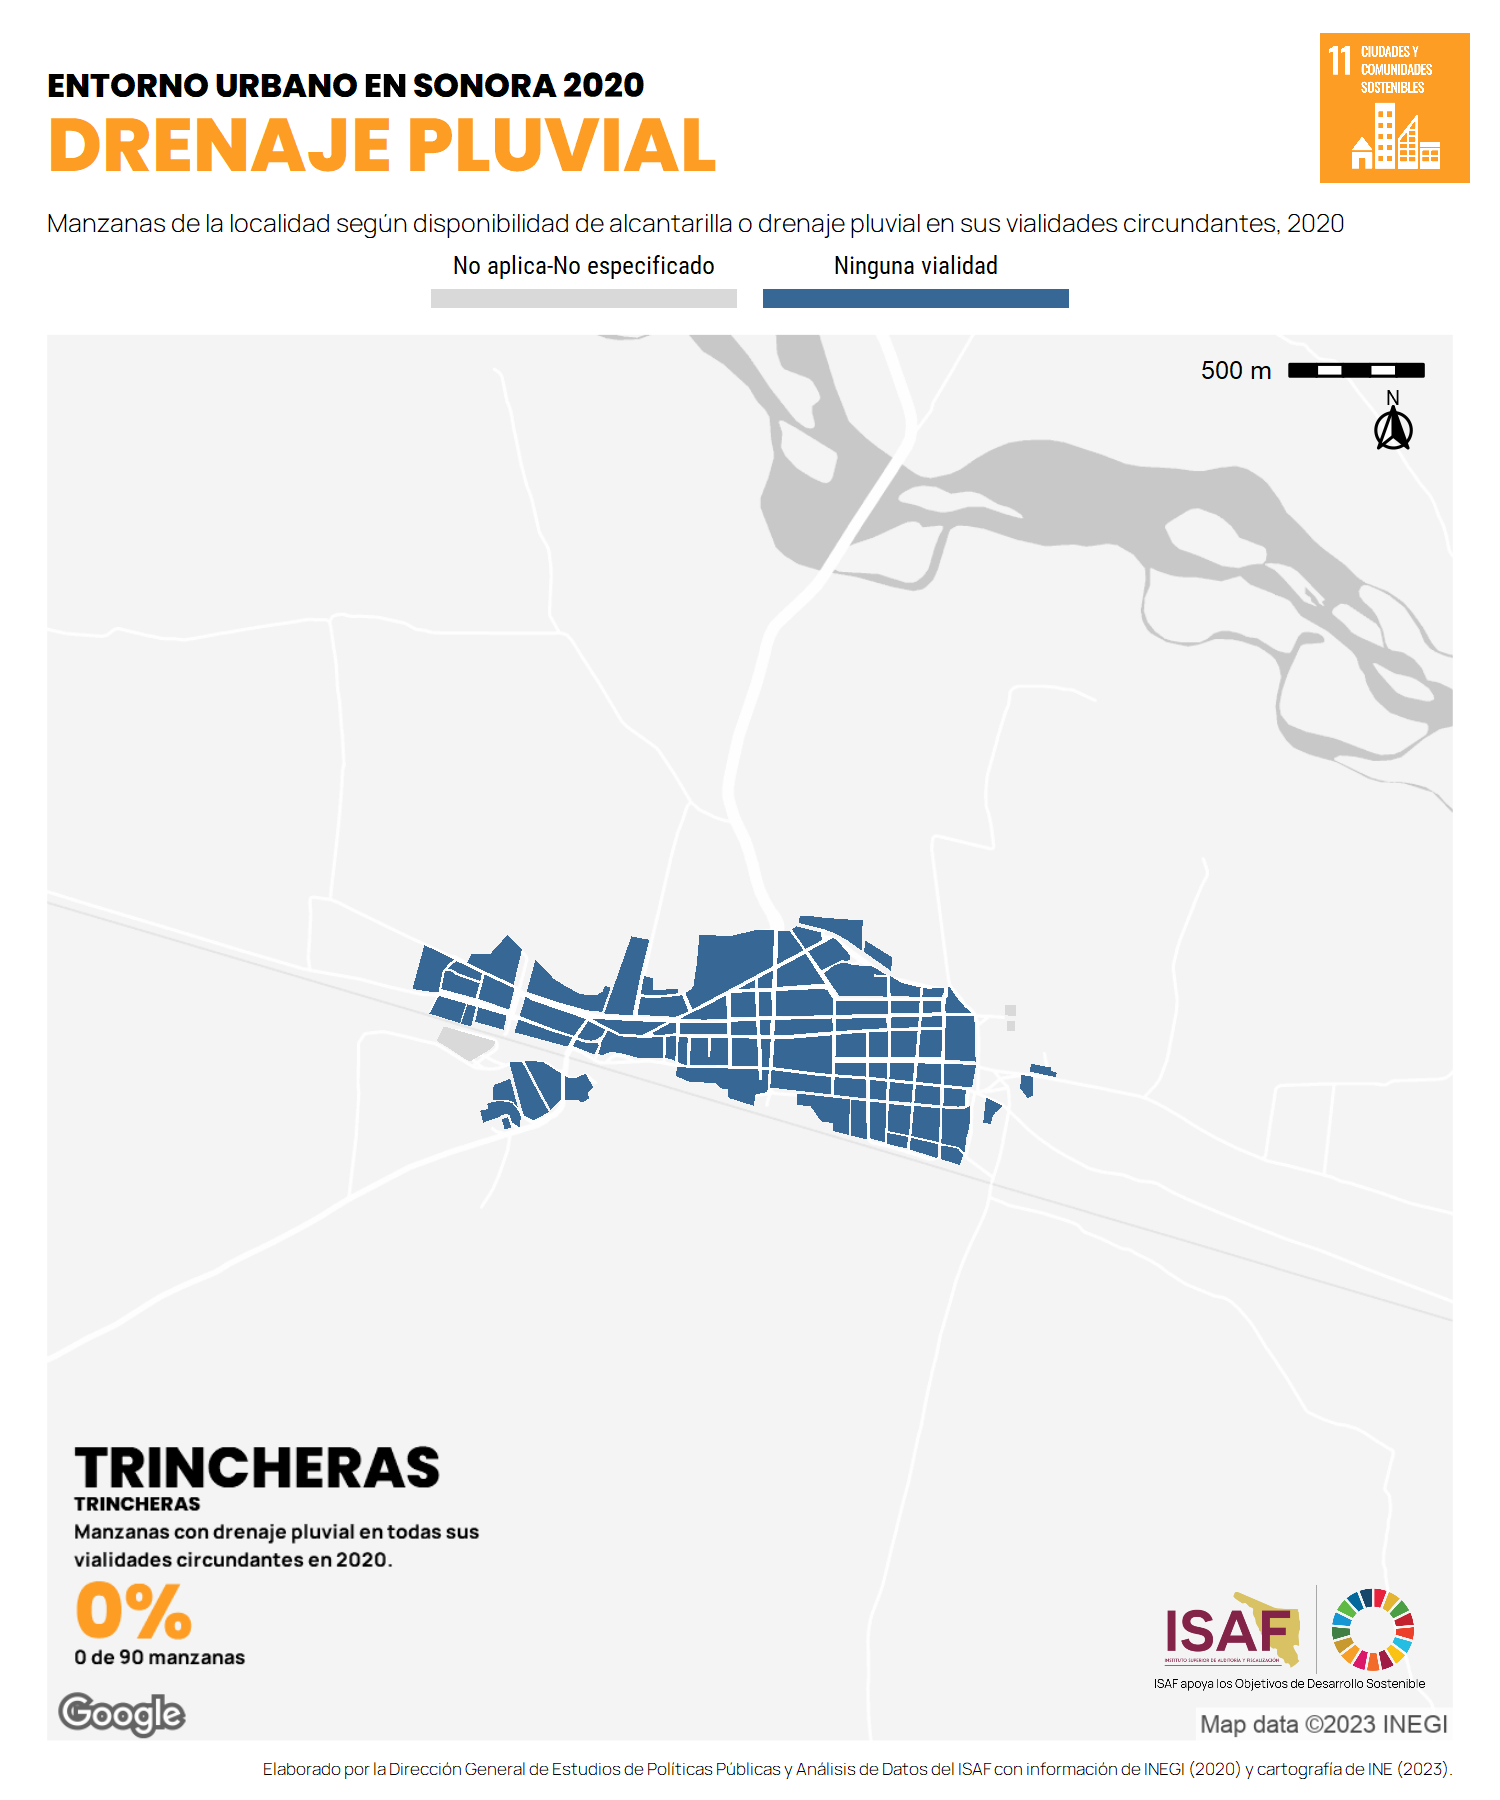 ENTORNO URBANO EN SONORA 2020
DRENAJE PLUVIAL
11 CIUDADES Y
COMUNIDADES
SOSTENIBLES
Manzanas de la localidad según disponibilidad de alcantarilla o drenaje pluvial en sus vialidades circundantes, 2020
No aplica-No especificado
Ninguna vialidad
500 m
N
TRINCHERAS
TRINCHERAS
Manzanas con drenaje pluvial en todas sus
vialidades circundantes en 2020.
0%
0 de 90 manzanas
ISAF
INSTITUTO SUPERIOR DE AUDITORÍA Y FISCALIZACIÓN
ISAF apoya los Objetivos de Desarrollo Sostenible
Google
Map data ©2023 INEGI
Elaborado por la Dirección General de Estudios de Políticas Públicas y Análisis de Datos del ISAF con información de INEGI (2020) y cartografía de INE (2023).